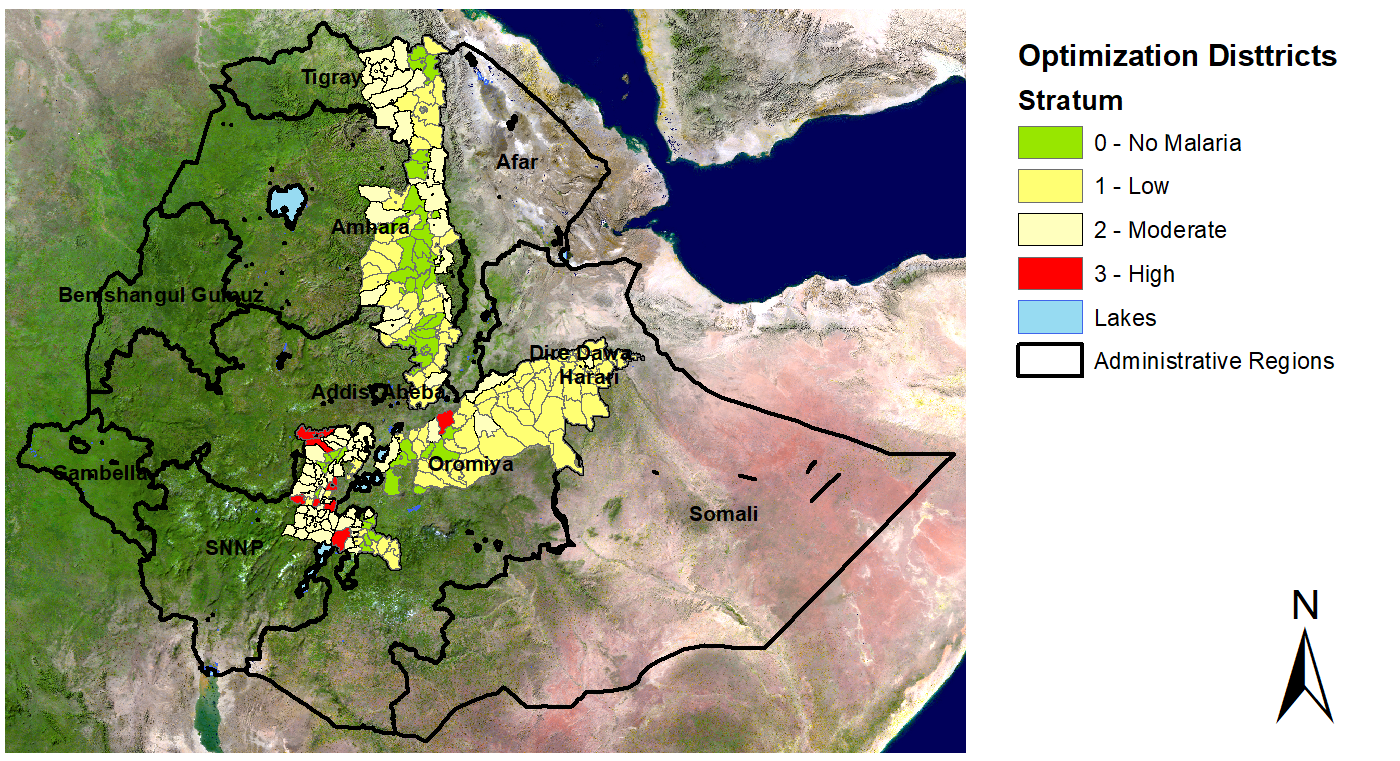 Optimization Disttricts
Stratum
0 - No Malaria
1 - Low
2 - Moderate
3 - High
Lakes
Administrative Regions
Tigray
Afar
Amhara
Benishangul Gumuz
Dire Dawa
Harari
Addis Abeba
Oromiya
Gambella
Somali
SNNP
N